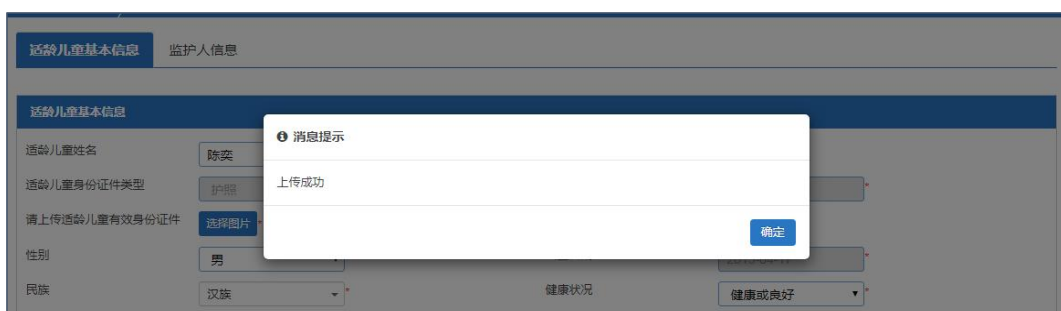 适龄儿童基本信息 监护人信息
适龄儿童基本信息
消息提示
适龄儿童姓名 陈奕
上传成功
适龄儿童身份证件类型 护照 *
请上传适龄儿童有效身份证件 选择图片 *
确定
性别 男 *
民族 汉族 * 健康状况 健康或良好 *